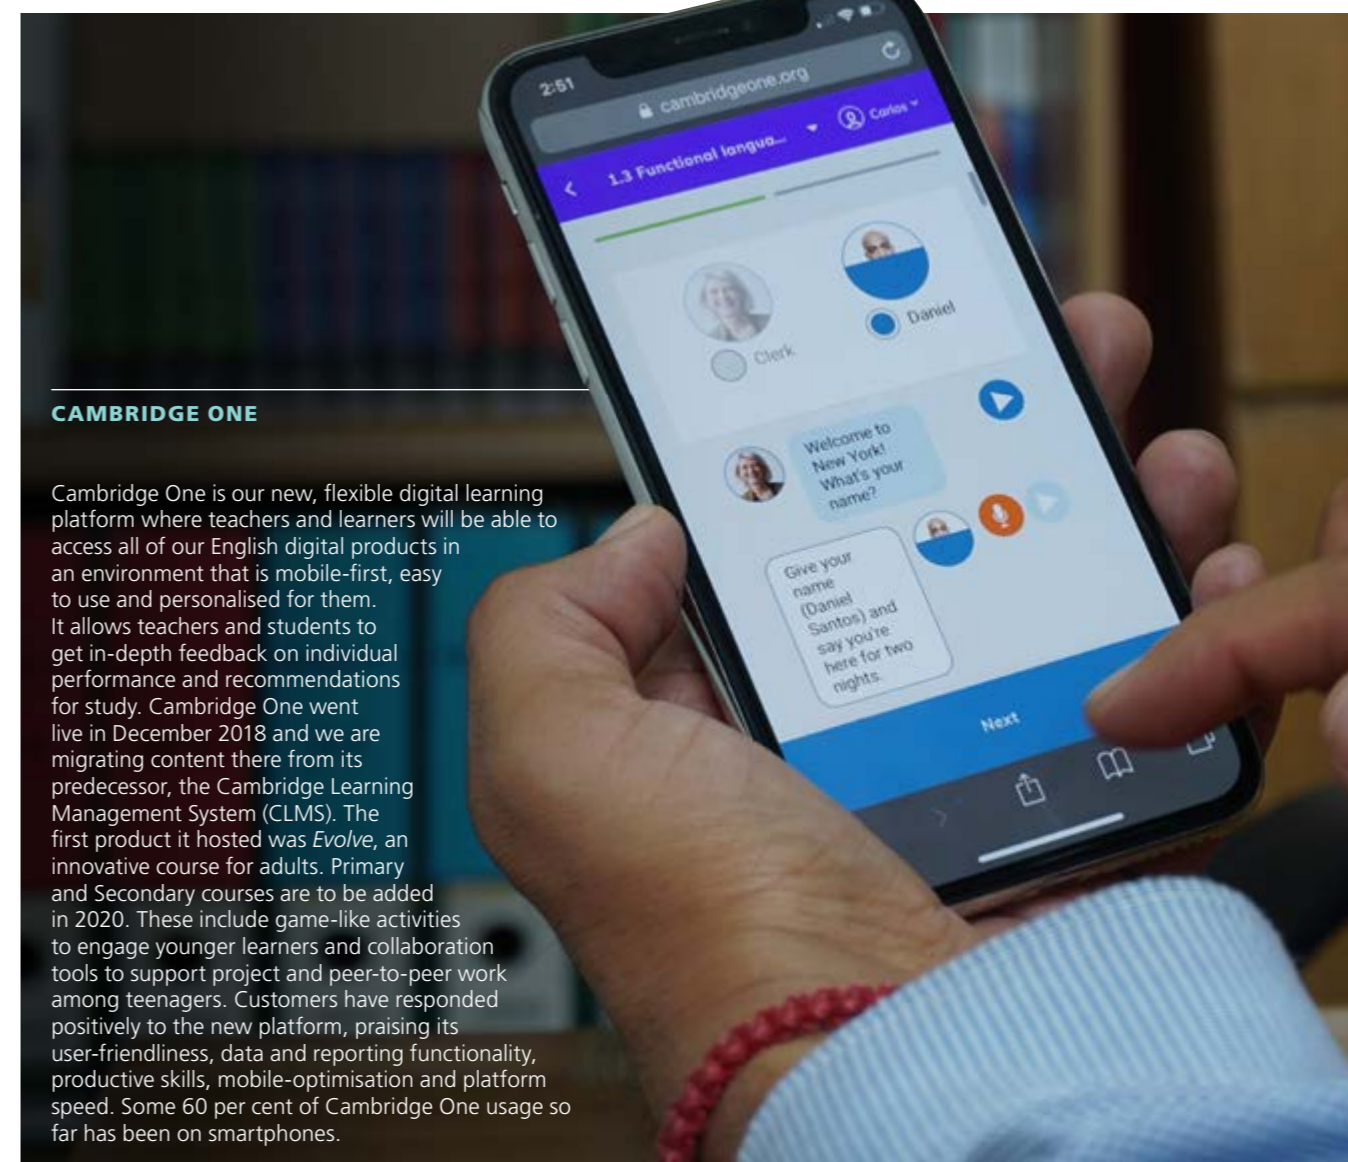 2:51
cambridgeone.org
1.3 Functional langua...
Carlos
Clerk
Daniel
Welcome to
New York!
What's your
name?
Give your
name
(Daniel
Santos) and
say you're
here for two
nights.
Next
CAMBRIDGE ONE
Cambridge One is our new, flexible digital learning
platform where teachers and learners will be able to
access all of our English digital products in
an environment that is mobile-first, easy
to use and personalised for them.
It allows teachers and students to
get in-depth feedback on individual
performance and recommendations
for study. Cambridge One went
live in December 2018 and we are
migrating content there from its
predecessor, the Cambridge Learning
Management System (CLMS). The
first product it hosted was Evolve, an
innovative course for adults. Primary
and Secondary courses are to be added
in 2020. These include game-like activities
to engage younger learners and collaboration
tools to support project and peer-to-peer work
among teenagers. Customers have responded
positively to the new platform, praising its
user-friendliness, data and reporting functionality,
productive skills, mobile-optimisation and platform
speed. Some 60 per cent of Cambridge One usage so
far has been on smartphones.